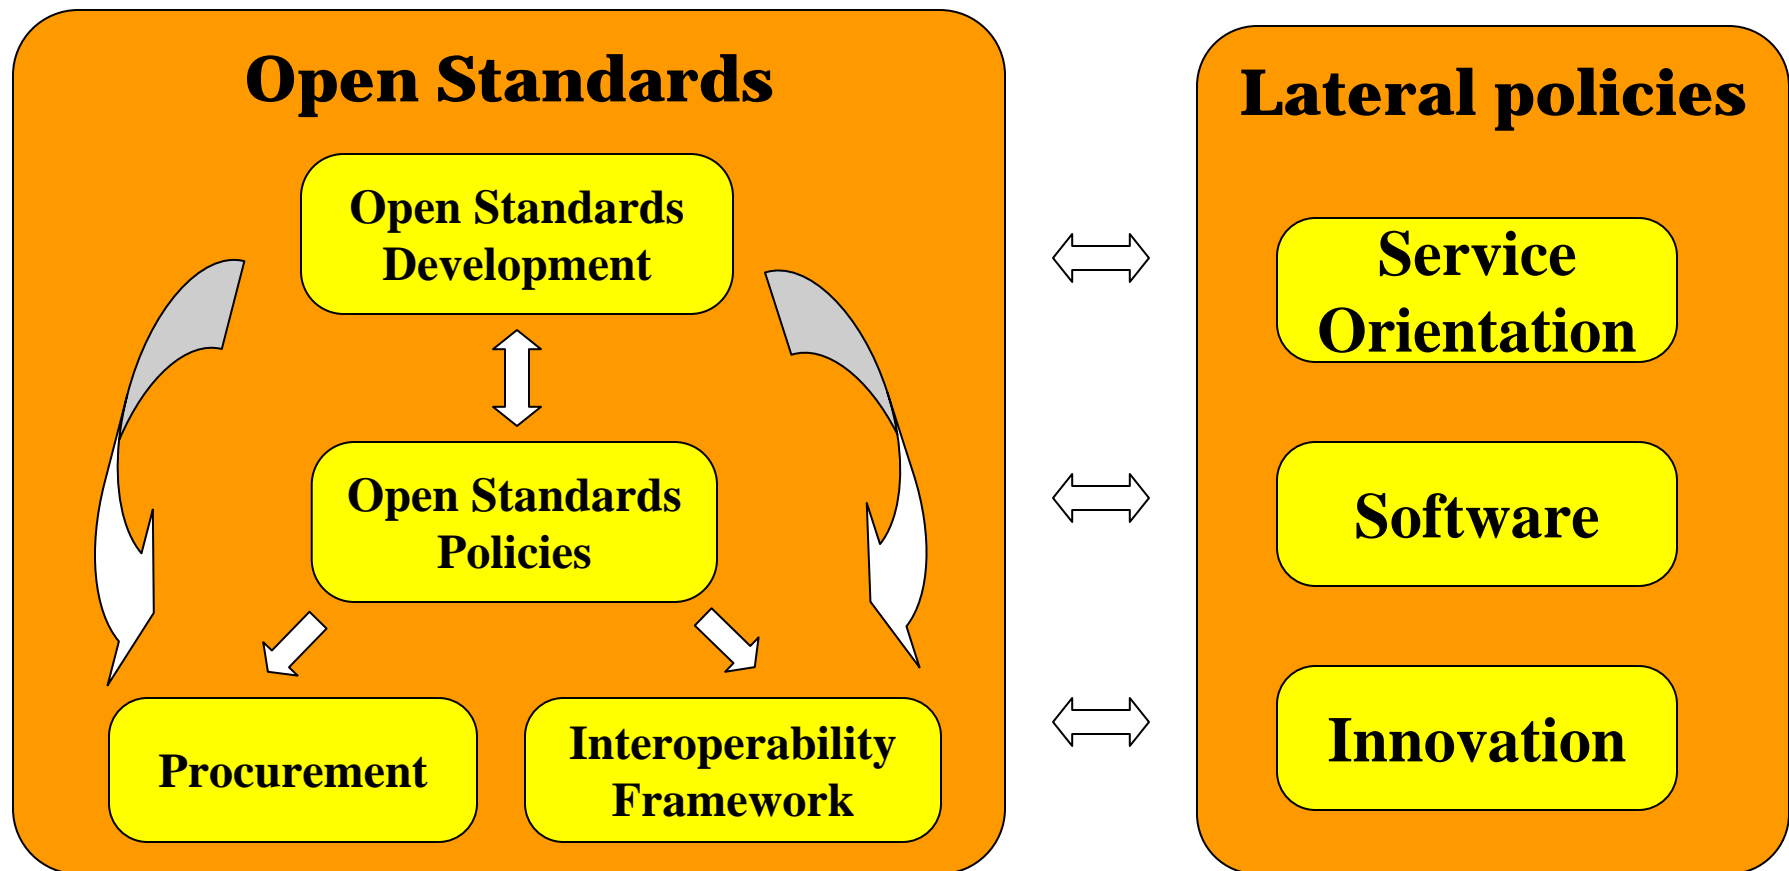 Open Standards
Open Standards
Development
Open Standards
Policies
Procurement
Interoperability
Framework
Lateral policies
Service
Orientation
Software
Innovation